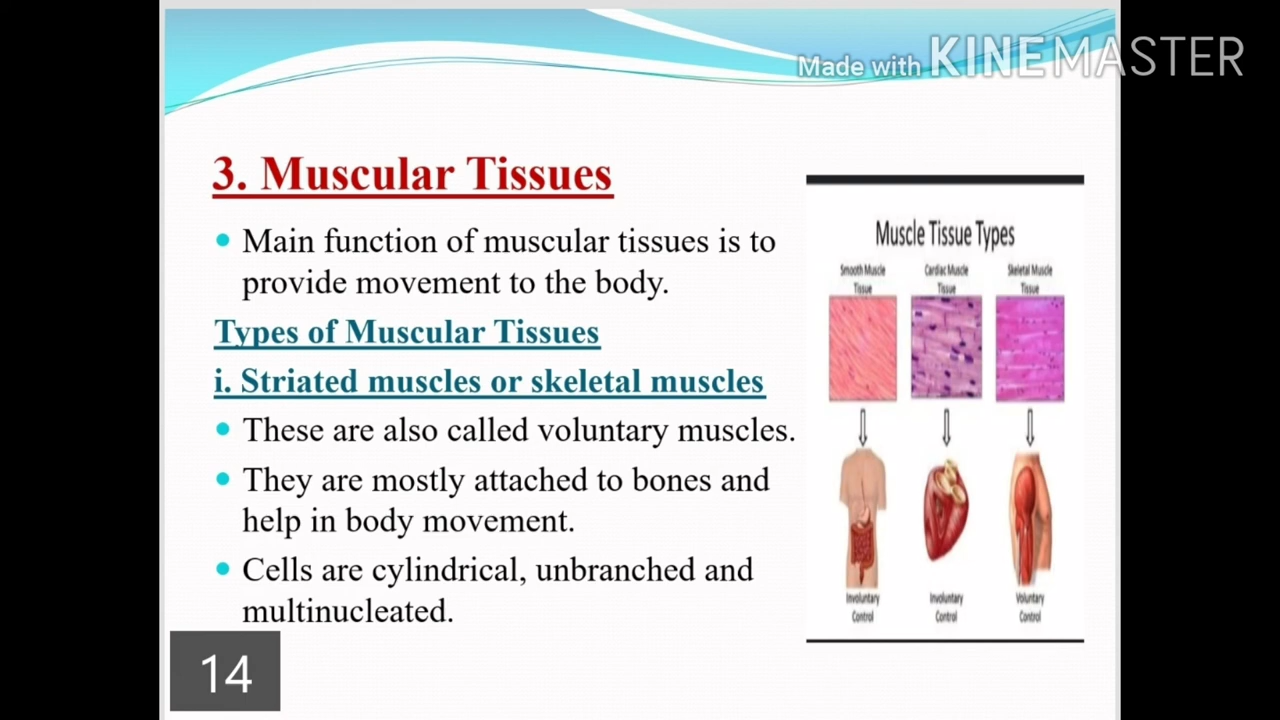 Made with KINEMASTER
3. Muscular Tissues
• Main function of muscular tissues is to
provide movement to the body.
Types of Muscular Tissues
i. Striated muscles or skeletal muscles
• These are also called voluntary muscles.
• They are mostly attached to bones and
help in body movement.
• Cells are cylindrical, unbranched and
multinucleated.
14
Muscle Tissue Types
Smooth Muscle
Tissue
Cardiac Muscle
Tissue
Skeletal Muscle
Tissue
Involuntary
Control
Involuntary
Control
Voluntary
Control